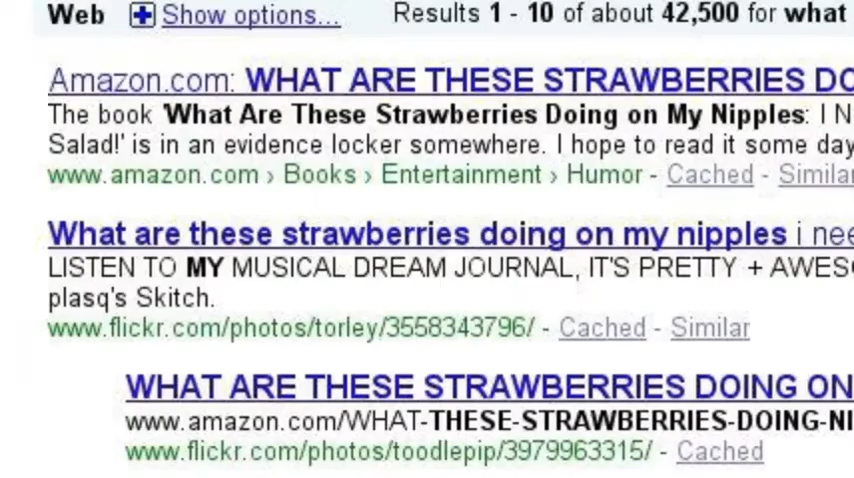 Web Show options... Results 1 - 10 of about 42,500 for what
Amazon.com: WHAT ARE THESE STRAWBERRIES DO
The book 'What Are These Strawberries Doing on My Nipples: I N
Salad!' is in an evidence locker somewhere. I hope to read it some day
www.amazon.com › Books › Entertainment › Humor - Cached - Similar
What are these strawberries doing on my nipples i nee
LISTEN TO MY MUSICAL DREAM JOURNAL, IT'S PRETTY + AWESO
plasq's Skitch.
www.flickr.com/photos/torley/3558343796/ - Cached - Similar
WHAT ARE THESE STRAWBERRIES DOING ON
www.amazon.com/WHAT-THESE-STRAWBERRIES-DOING-NI
www.flickr.com/photos/toodlepip/3979963315/ - Cached